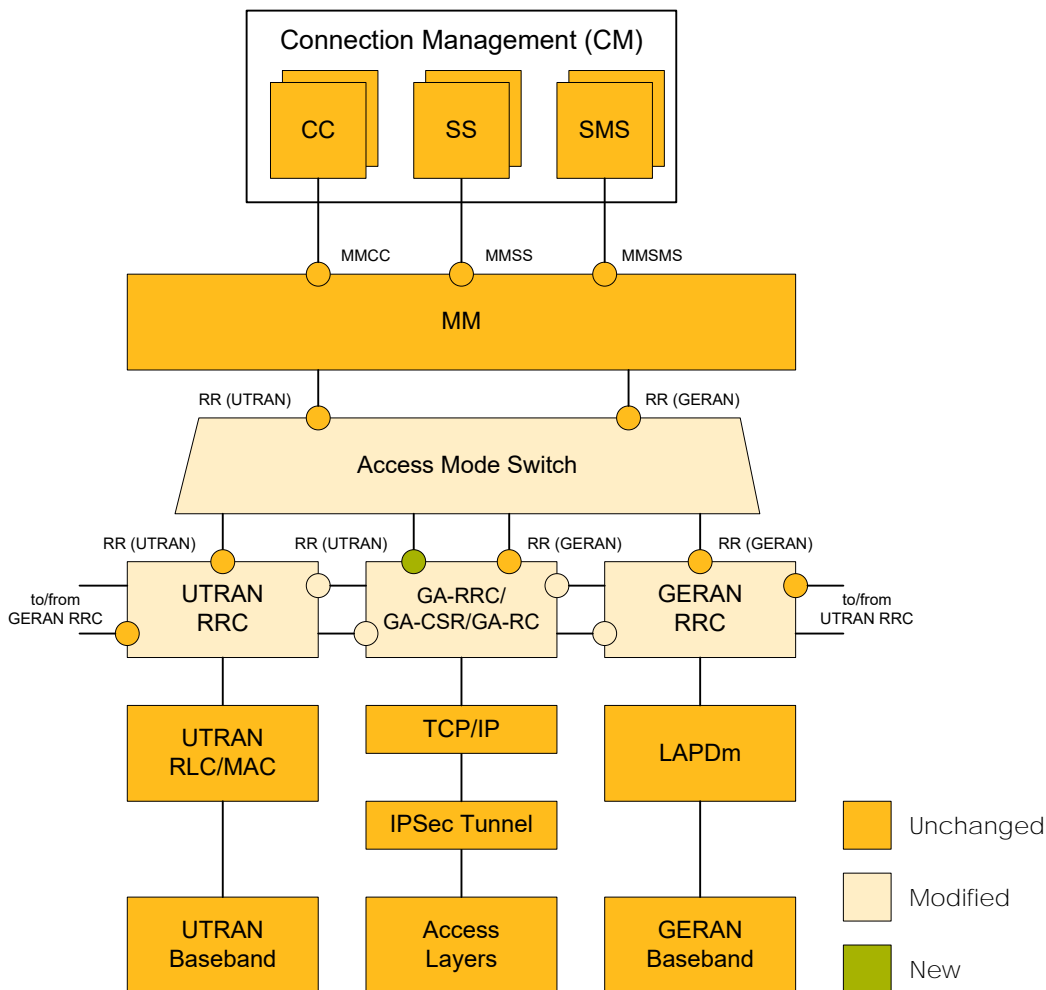 Connection Management (CM)
CC
SS
SMS
MMCC
MMSS
MMSMS
MM
RR (UTRAN)
RR (GERAN)
Access Mode Switch
RR (UTRAN)
RR (UTRAN)
RR (GERAN)
RR (GERAN)
to/from
GERAN RRC
UTRAN
RRC
GA-RRC/
GA-CSR/GA-RC
GERAN
RRC
to/from
UTRAN RRC
UTRAN
RLC/MAC
TCP/IP
LAPDm
IPSec Tunnel
UTRAN
Baseband
Access
Layers
GERAN
Baseband
Unchanged
Modified
New